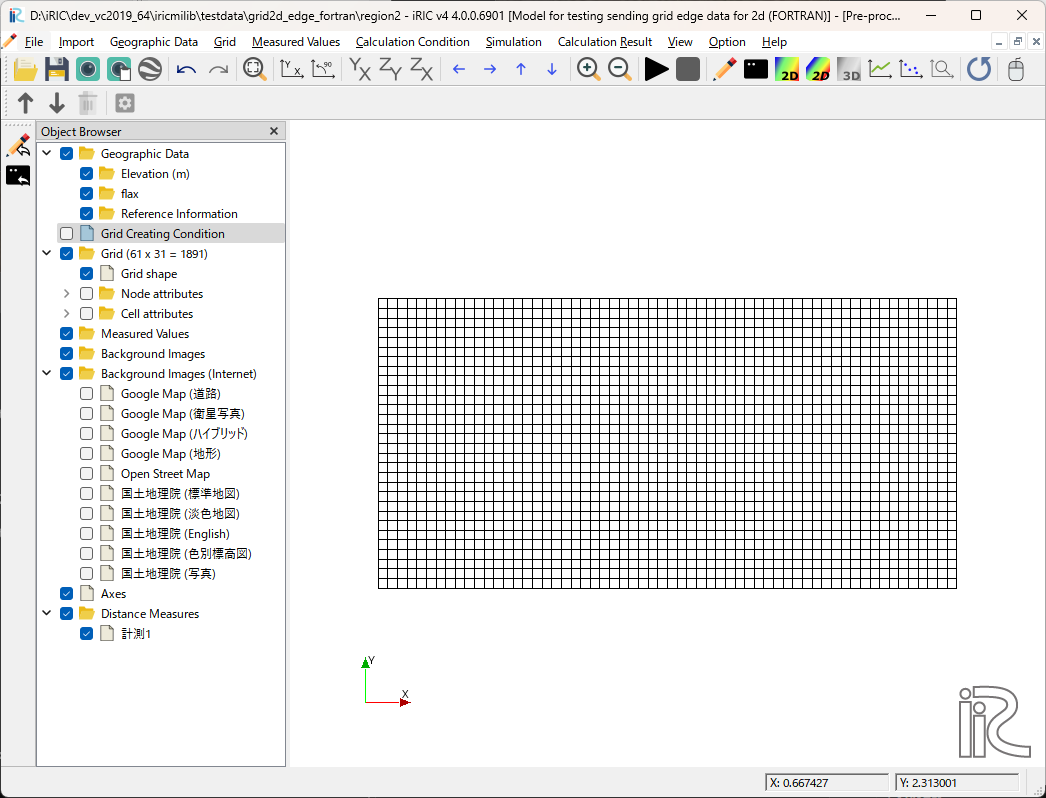 D:\iRIC\dev_vc2019_64\iricmilib\testdata\grid2d_edge_fortran\region2 - iRIC v4 4.0.0.6901 [Model for testing sending grid edge data for 2d (FORTRAN)] - [Pre-proc...
File Import Geographic Data Grid Measured Values Calculation Condition Simulation Calculation Result View Option Help
Y X -90 YX ZY ZX 2D 2D 3D
Object Browser
Geographic Data
Elevation (m)
flax
Reference Information
Grid Creating Condition
Grid (61 x 31 = 1891)
Grid shape
Node attributes
Cell attributes
Measured Values
Background Images
Background Images (Internet)
Google Map (道路)
Google Map (衛星写真)
Google Map (ハイブリッド)
Google Map (地形)
Open Street Map
国土地理院 (標準地図)
国土地理院 (淡色地図)
国土地理院 (English)
国土地理院 (色別標高図)
国土地理院 (写真)
Axes
Distance Measures
計測1
Y
X
iRIC
X: 0.667427
Y: 2.313001